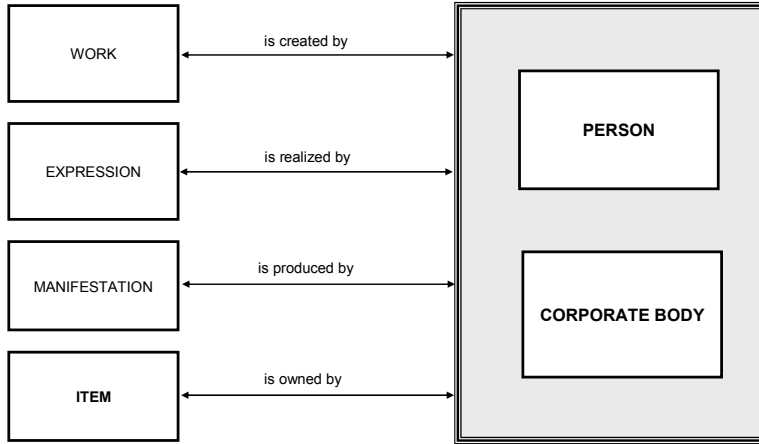 WORK
is created by
PERSON
EXPRESSION
is realized by
MANIFESTATION
is produced by
CORPORATE BODY
ITEM
is owned by